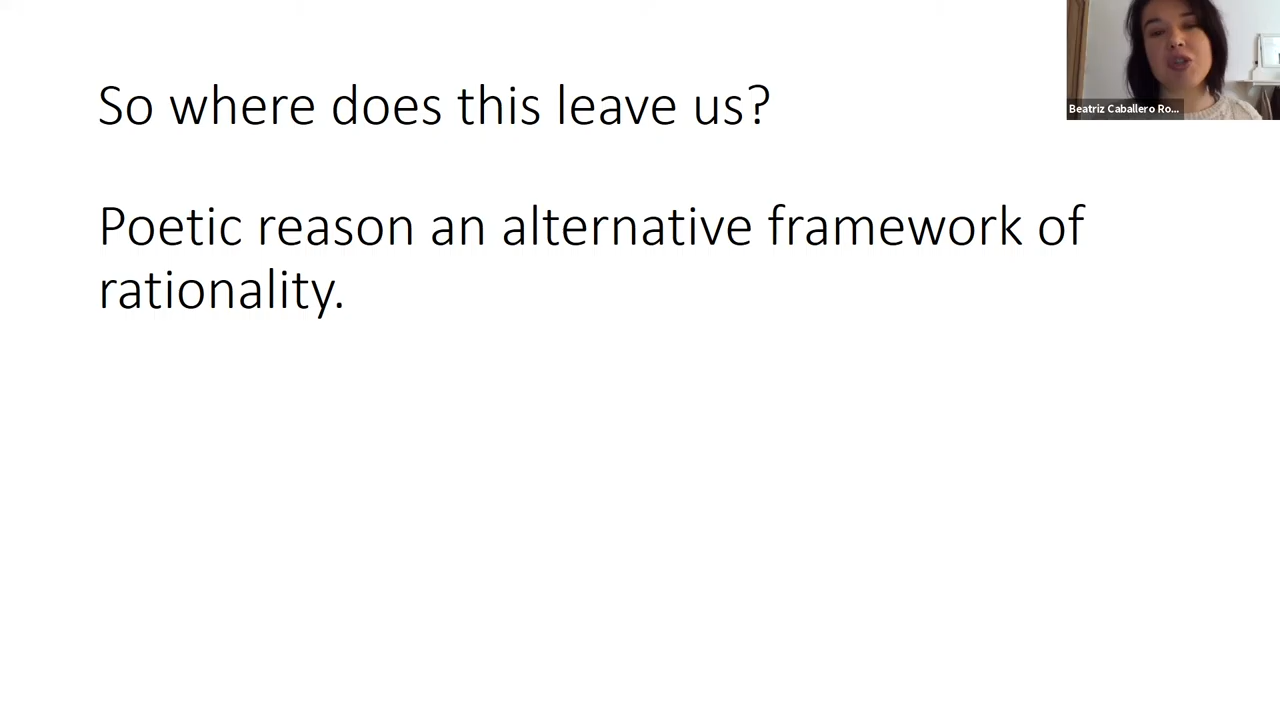 So where does this leave us?
Beatriz Caballero Ro...
Poetic reason an alternative framework of
rationality.